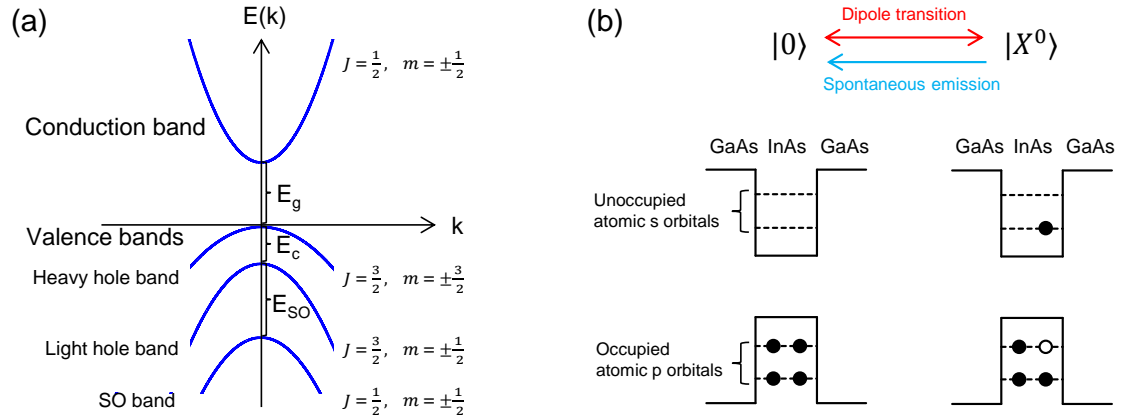 (a)
E(k)
J = 1/2, m = ±1/2
Conduction band
E_g
k
Valence bands
E_c
Heavy hole band
J = 3/2, m = ±3/2
E_SO
Light hole band
J = 3/2, m = ±1/2
SO band
J = 1/2, m = ±1/2
(b)
Dipole transition
|0⟩
|X⁰⟩
Spontaneous emission
GaAs InAs GaAs
GaAs InAs GaAs
Unoccupied
atomic s orbitals
Occupied
atomic p orbitals